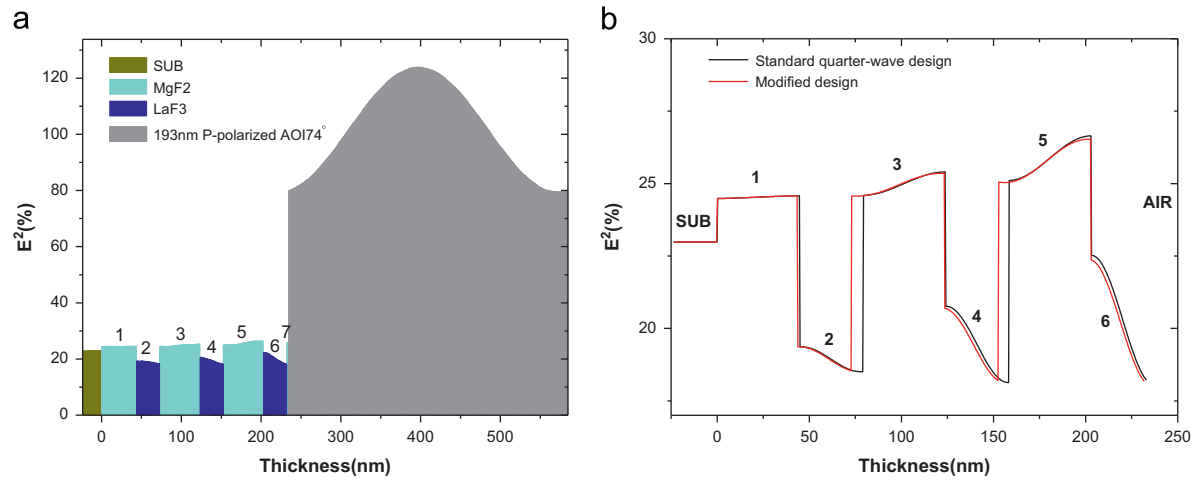 a
SUB
MgF2
LaF3
193nm P-polarized AOI74°
1 2 3 4 5 6 7
0 20 40 60 80 100 120
E²(%)
0 100 200 300 400 500
Thickness(nm)
b
Standard quarter-wave design
Modified design
SUB
1
2
3
4
5
6
AIR
30
25
20
E²(%)
0 50 100 150 200 250
Thickness(nm)